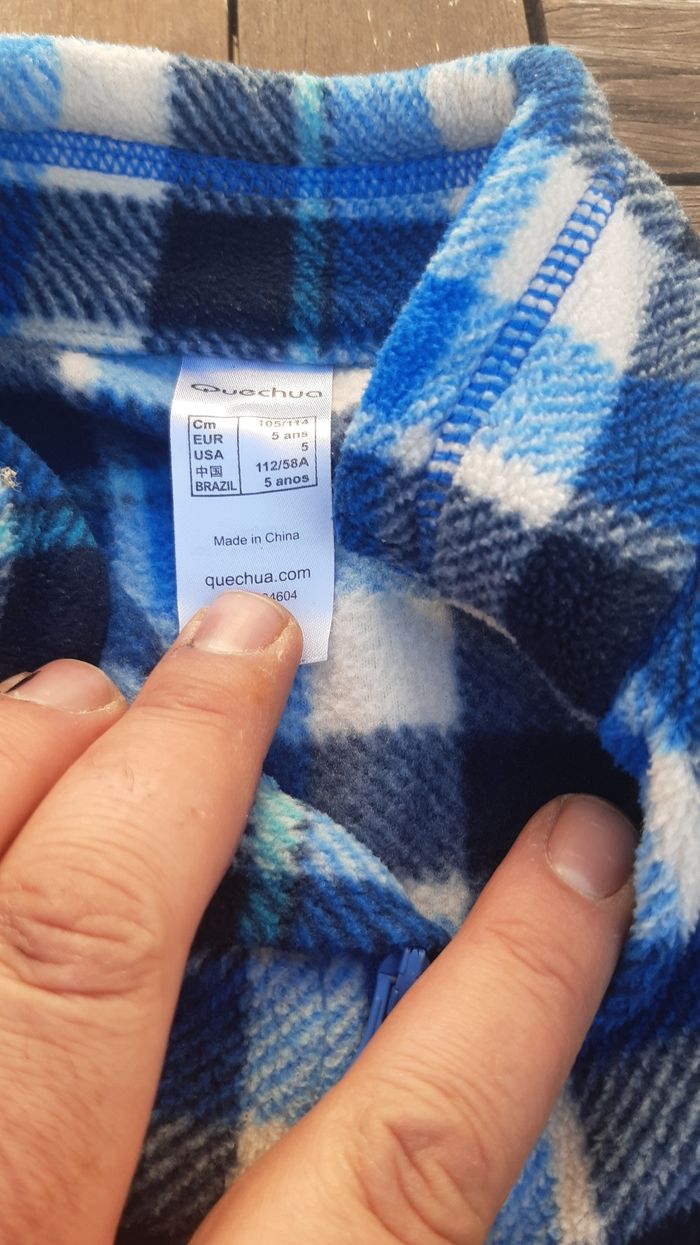 Quechua
Cm 105/114
EUR 5 ans
USA 5
中国 112/58A
BRAZIL 5 anos
Made in China
quechua.com
4604